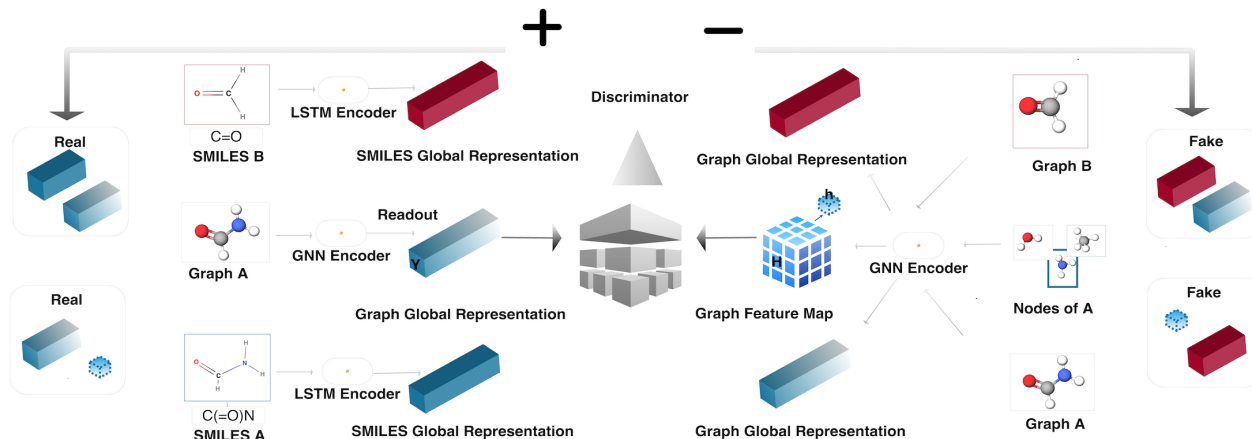 +
−
Real
H
O
C
H
LSTM Encoder
C=O
SMILES B
SMILES Global Representation
Discriminator
Graph Global Representation
Graph B
Fake
Graph A
GNN Encoder
Readout
Y
Graph Global Representation
h
H
Graph Feature Map
GNN Encoder
Nodes of A
Real
H
O
N
H
H
LSTM Encoder
C(=O)N
SMILES A
SMILES Global Representation
Graph Global Representation
Graph A
Fake